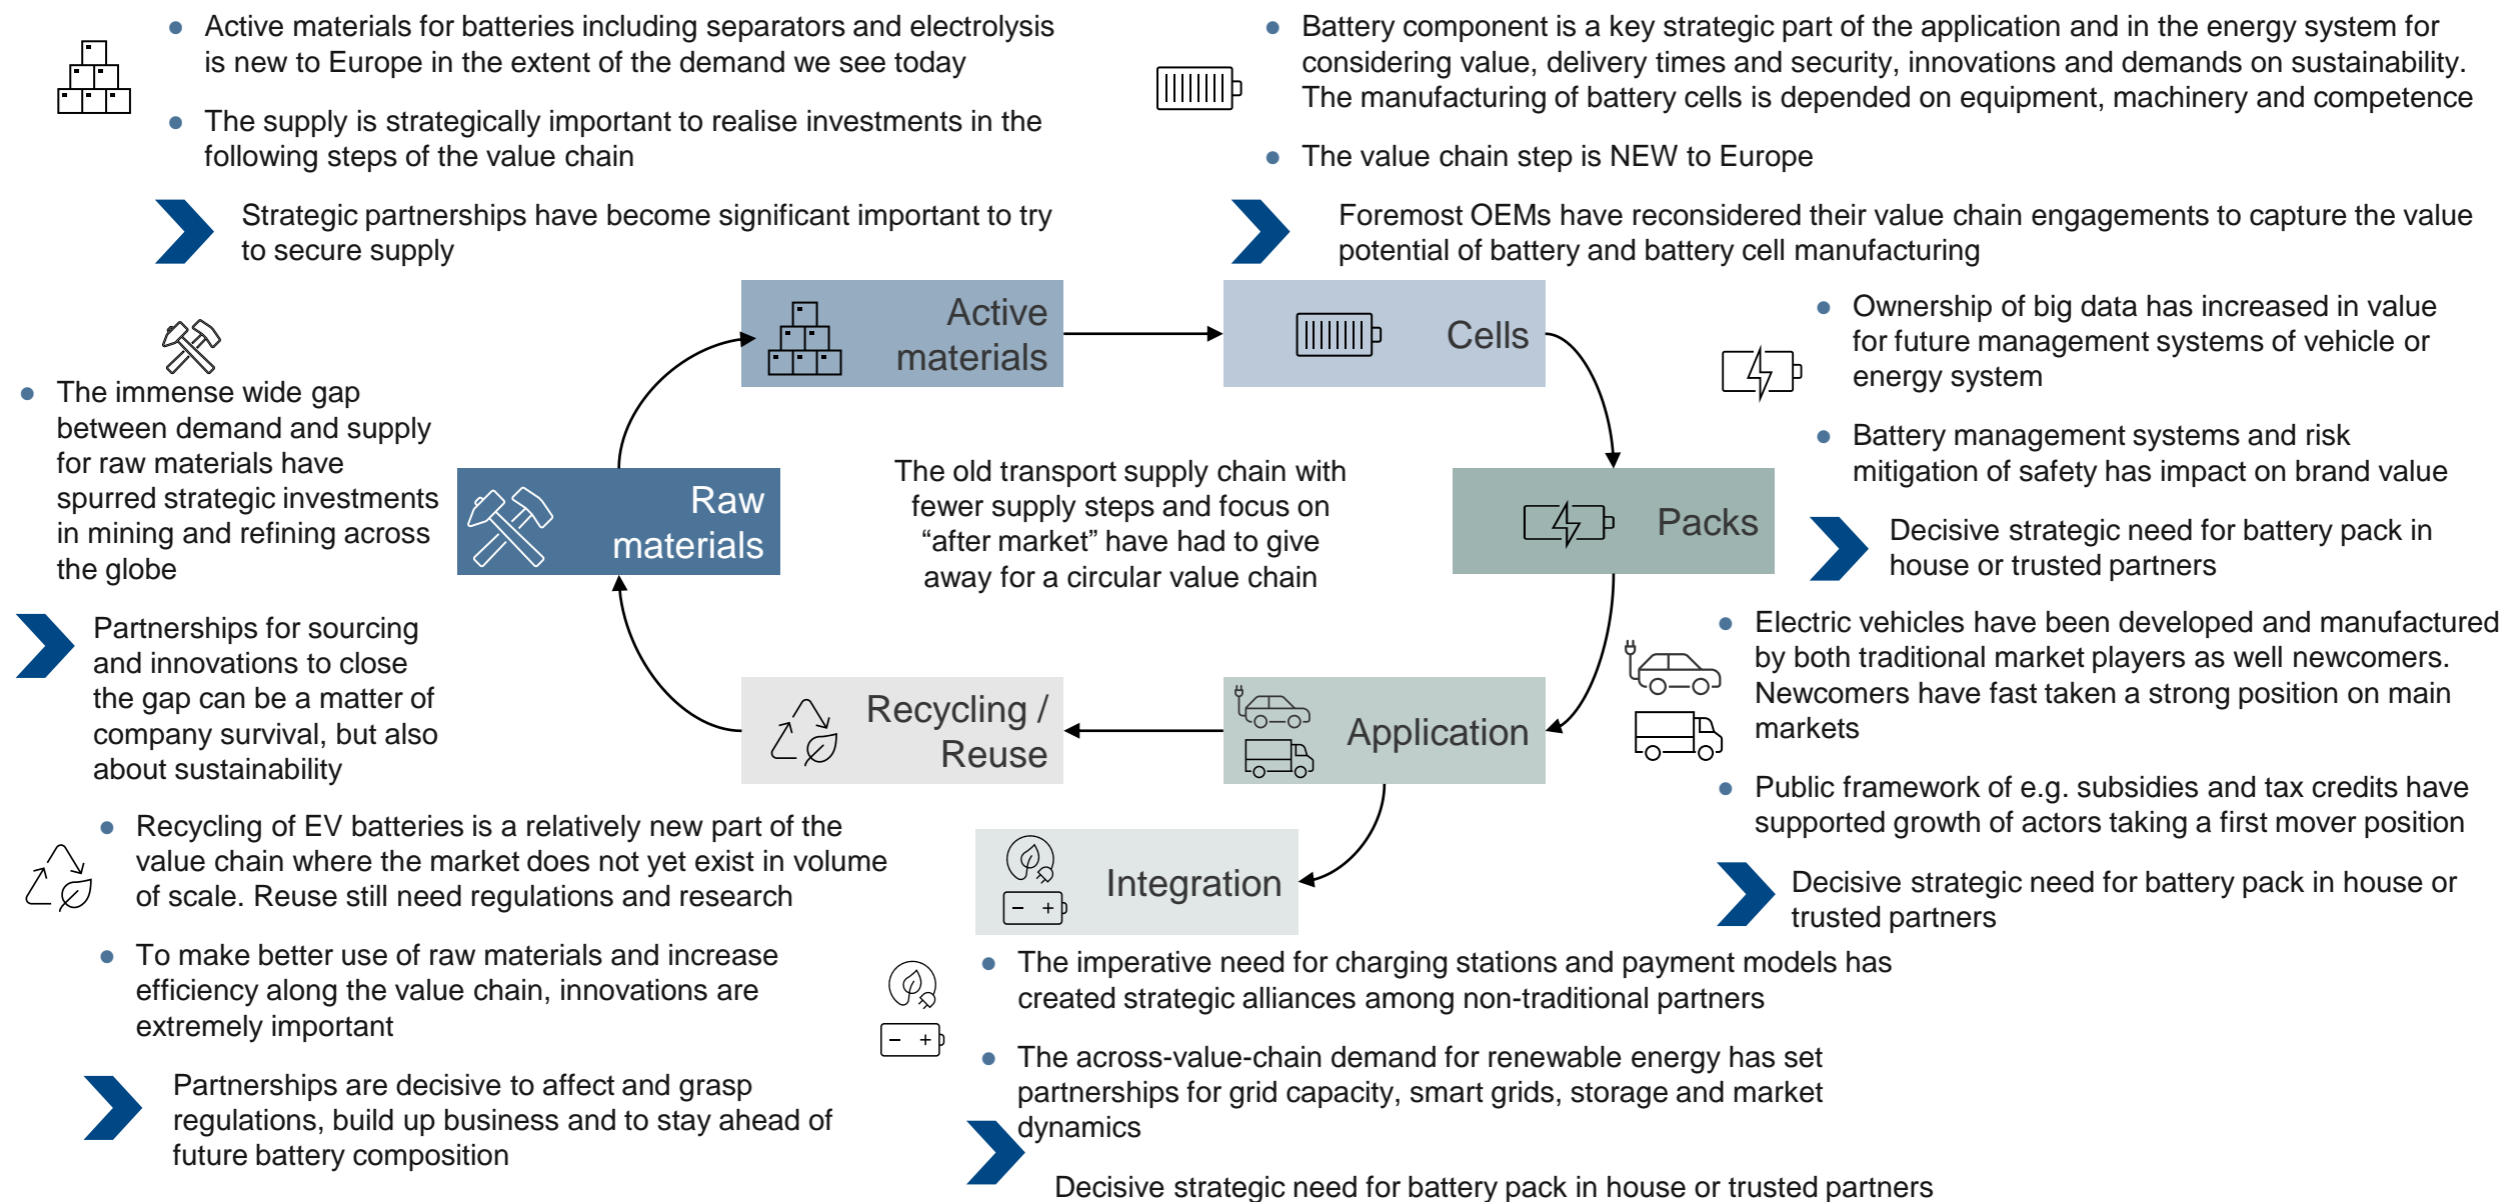 ● Active materials for batteries including separators and electrolysis
is new to Europe in the extent of the demand we see today
● The supply is strategically important to realise investments in the
following steps of the value chain
Strategic partnerships have become significant important to try
to secure supply
● Battery component is a key strategic part of the application and in the energy system for
considering value, delivery times and security, innovations and demands on sustainability.
The manufacturing of battery cells is depended on equipment, machinery and competence
● The value chain step is NEW to Europe
Foremost OEMs have reconsidered their value chain engagements to capture the value
potential of battery and battery cell manufacturing
Active
materials
Cells
● Ownership of big data has increased in value
for future management systems of vehicle or
energy system
● Battery management systems and risk
mitigation of safety has impact on brand value
Decisive strategic need for battery pack in
house or trusted partners
● The immense wide gap
between demand and supply
for raw materials have
spurred strategic investments
in mining and refining across
the globe
Partnerships for sourcing
and innovations to close
the gap can be a matter of
company survival, but also
about sustainability
Raw
materials
The old transport supply chain with
fewer supply steps and focus on
“after market” have had to give
away for a circular value chain
Packs
● Electric vehicles have been developed and manufactured
by both traditional market players as well newcomers.
Newcomers have fast taken a strong position on main
markets
● Public framework of e.g. subsidies and tax credits have
supported growth of actors taking a first mover position
Decisive strategic need for battery pack in house or
trusted partners
Recycling /
Reuse
Application
Integration
● Recycling of EV batteries is a relatively new part of the
value chain where the market does not yet exist in volume
of scale. Reuse still need regulations and research
● To make better use of raw materials and increase
efficiency along the value chain, innovations are
extremely important
Partnerships are decisive to affect and grasp
regulations, build up business and to stay ahead of
future battery composition
● The imperative need for charging stations and payment models has
created strategic alliances among non-traditional partners
● The across-value-chain demand for renewable energy has set
partnerships for grid capacity, smart grids, storage and market
dynamics
Decisive strategic need for battery pack in house or trusted partners